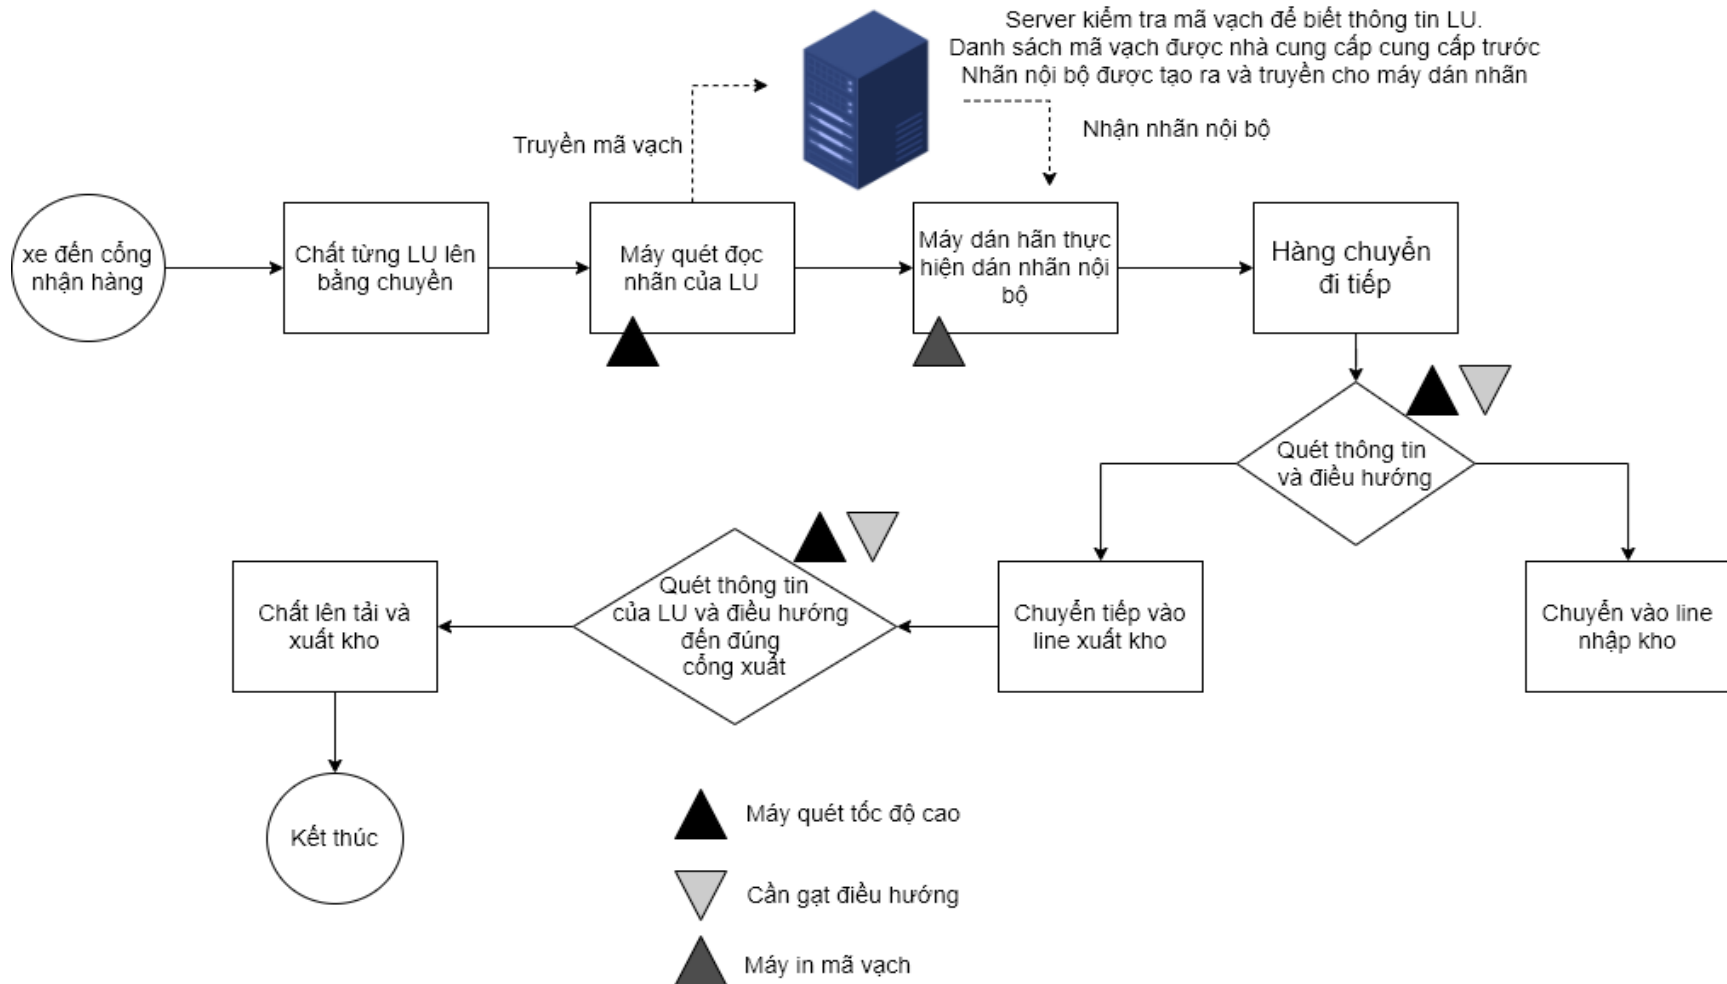 Server kiểm tra mã vạch để biết thông tin LU.
Danh sách mã vạch được nhà cung cấp cung cấp trước
Nhãn nội bộ được tạo ra và truyền cho máy dán nhãn
Truyền mã vạch
Nhận nhãn nội bộ
xe đến cổng
nhận hàng
Chất từng LU lên
bằng chuyền
Máy quét đọc
nhãn của LU
Máy dán hãn thực
hiện dán nhãn nội
bộ
Hàng chuyển
đi tiếp
Quét thông tin
và điều hướng
Chất lên tải và
xuất kho
Quét thông tin
của LU và điều hướng
đến đúng
cổng xuất
Chuyển tiếp vào
line xuất kho
Chuyển vào line
nhập kho
Kết thúc
Máy quét tốc độ cao
Cần gạt điều hướng
Máy in mã vạch